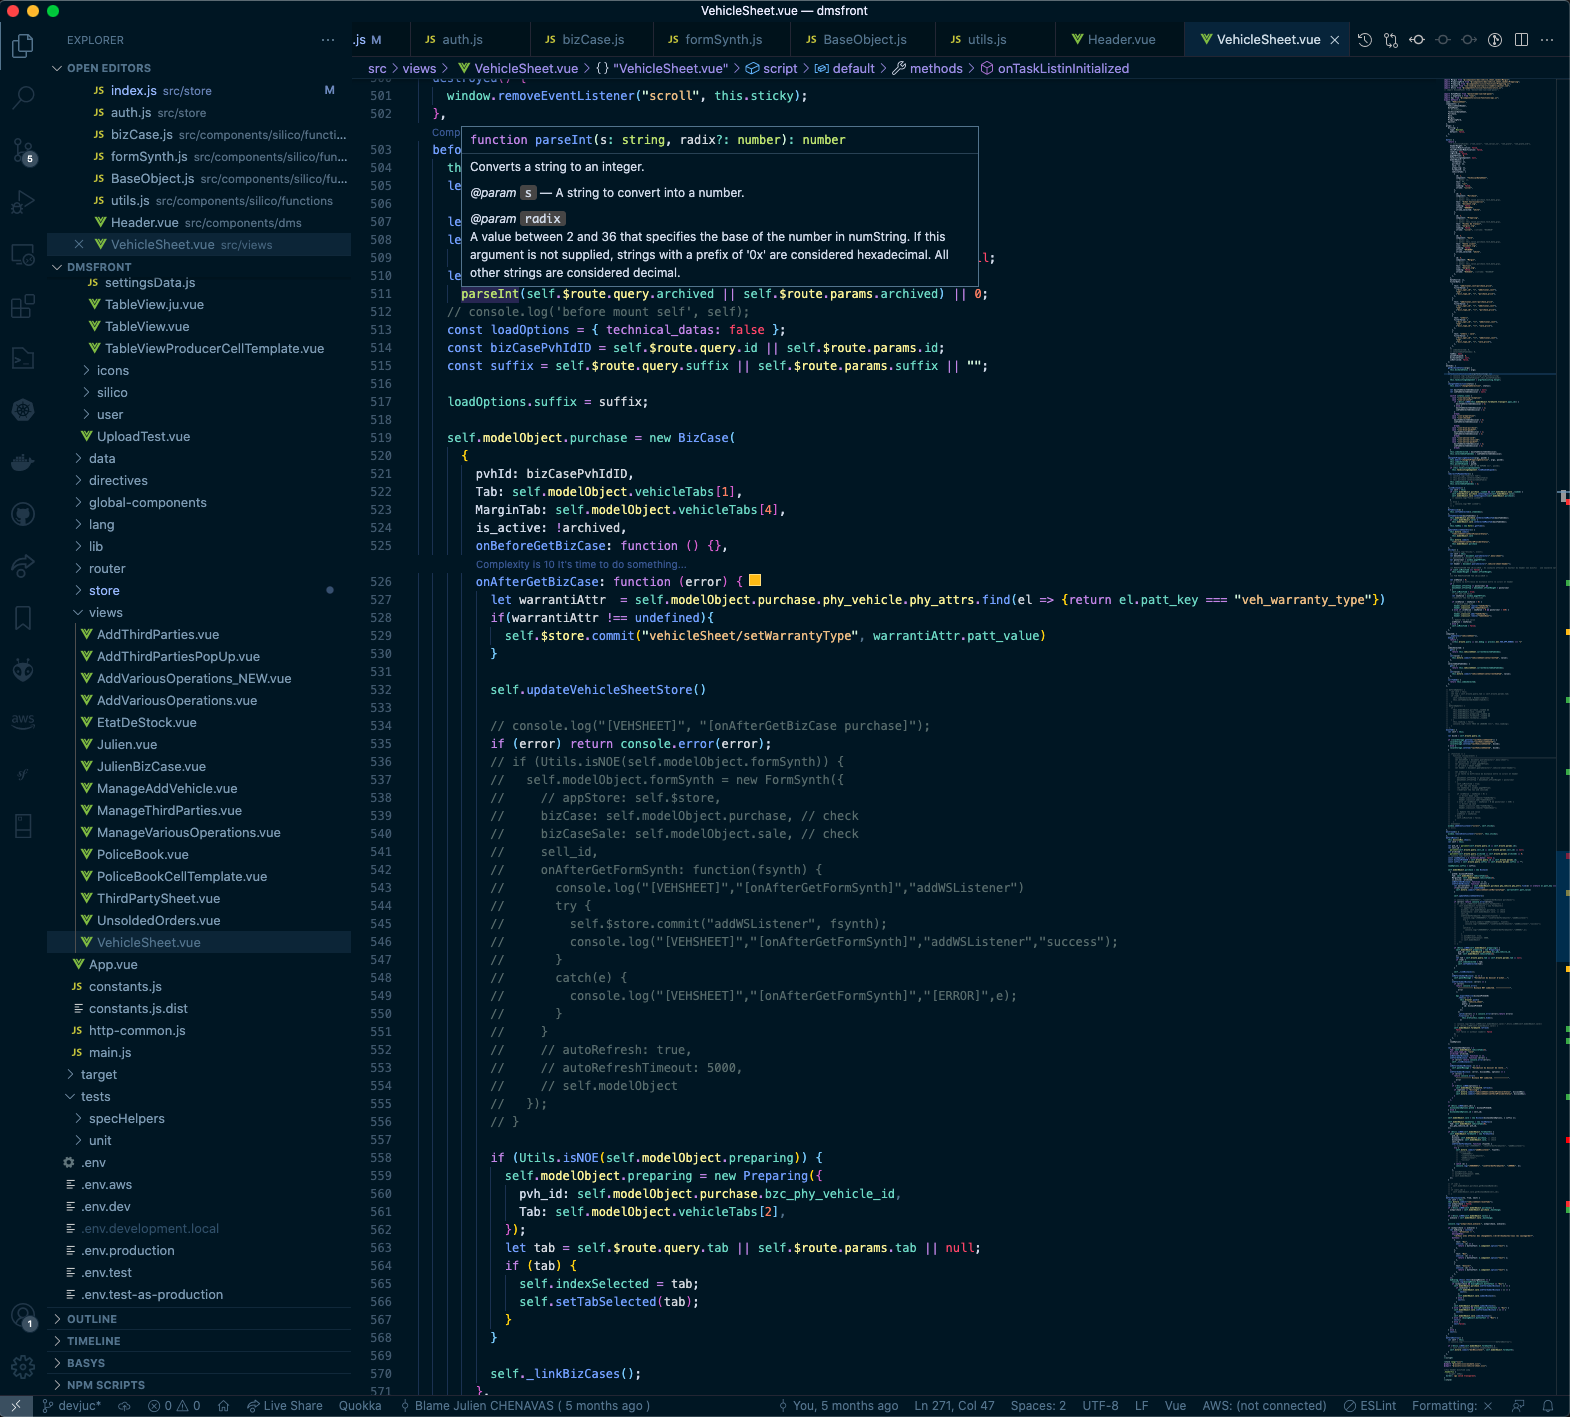 VehicleSheet.vue — dmsfront
EXPLORER
OPEN EDITORS
index.js src/store M
auth.js src/store
bizCase.js src/components/silico/functi...
formSynth.js src/components/silico/fun...
BaseObject.js src/components/silico/fu...
utils.js src/components/silico/functions
Header.vue src/components/dms
VehicleSheet.vue src/views
DMSFRONT
settingsData.js
TableView.ju.vue
TableView.vue
TableViewProducerCellTemplate.vue
icons
silico
user
UploadTest.vue
data
directives
global-components
lang
lib
router
store
views
AddThirdParties.vue
AddThirdPartiesPopUp.vue
AddVariousOperations_NEW.vue
AddVariousOperations.vue
EtatDeStock.vue
Julien.vue
JulienBizCase.vue
ManageAddVehicle.vue
ManageThirdParties.vue
ManageVariousOperations.vue
PoliceBook.vue
PoliceBookCellTemplate.vue
ThirdPartySheet.vue
UnsoldedOrders.vue
VehicleSheet.vue
App.vue
constants.js
constants.js.dist
http-common.js
main.js
target
tests
specHelpers
unit
.env
.env.aws
.env.dev
.env.development.local
.env.production
.env.test
.env.test-as-production
OUTLINE
TIMELINE
BASYS
NPM SCRIPTS
5
aws
1
.js M
JS auth.js
JS bizCase.js
JS formSynth.js
JS BaseObject.js
JS utils.js
Header.vue
VehicleSheet.vue
src > views > VehicleSheet.vue > {} "VehicleSheet.vue" > script > default > methods > onTaskListinInitialized
500 destroyed() {
501 window.removeEventListener("scroll", this.sticky);
502 },
Comp
503 befo
504 th
505 le
506
507 le
508 le
509 l;
510 le
function parseInt(s: string, radix?: number): number
Converts a string to an integer.
@param s — A string to convert into a number.
@param radix
A value between 2 and 36 that specifies the base of the number in numString. If this
argument is not supplied, strings with a prefix of '0x' are considered hexadecimal. All
other strings are considered decimal.
511 parseInt(self.$route.query.archived || self.$route.params.archived) || 0;
512 // console.log('before mount self', self);
513 const loadOptions = { technical_datas: false };
514 const bizCasePvhIdID = self.$route.query.id || self.$route.params.id;
515 const suffix = self.$route.query.suffix || self.$route.params.suffix || "";
516
517 loadOptions.suffix = suffix;
518
519 self.modelObject.purchase = new BizCase(
520 {
521 pvhId: bizCasePvhIdID,
522 Tab: self.modelObject.vehicleTabs[1],
523 MarginTab: self.modelObject.vehicleTabs[4],
524 is_active: !archived,
525 onBeforeGetBizCase: function () {},
Complexity is 10 It's time to do something...
526 onAfterGetBizCase: function (error) {
527 let warrantiAttr  = self.modelObject.purchase.phy_vehicle.phy_attrs.find(el => {return el.patt_key === "veh_warranty_type"})
528 if(warrantiAttr !== undefined){
529 self.$store.commit("vehicleSheet/setWarrantyType", warrantiAttr.patt_value)
530 }
531
532 self.updateVehicleSheetStore()
533
534 // console.log("[VEHSHEET]", "[onAfterGetBizCase purchase]");
535 if (error) return console.error(error);
536 // if (Utils.isNOE(self.modelObject.formSynth)) {
537 //   self.modelObject.formSynth = new FormSynth({
538 //     // appStore: self.$store,
539 //     bizCase: self.modelObject.purchase, // check
540 //     bizCaseSale: self.modelObject.sale, // check
541 //     sell_id,
542 //     onAfterGetFormSynth: function(fsynth) {
543 //       console.log("[VEHSHEET]","[onAfterGetFormSynth]","addWSListener")
544 //       try {
545 //         self.$store.commit("addWSListener", fsynth);
546 //         console.log("[VEHSHEET]","[onAfterGetFormSynth]","addWSListener","success");
547 //       }
548 //       catch(e) {
549 //         console.log("[VEHSHEET]","[onAfterGetFormSynth]","[ERROR]",e);
550 //       }
551 //     }
552 //     // autoRefresh: true,
553 //     // autoRefreshTimeout: 5000,
554 //     // self.modelObject
555 //   });
556 // }
557
558 if (Utils.isNOE(self.modelObject.preparing)) {
559 self.modelObject.preparing = new Preparing({
560 pvh_id: self.modelObject.purchase.bzc_phy_vehicle_id,
561 Tab: self.modelObject.vehicleTabs[2],
562 });
563 let tab = self.$route.query.tab || self.$route.params.tab || null;
564 if (tab) {
565 self.indexSelected = tab;
566 self.setTabSelected(tab);
567 }
568 }
569
570 self._linkBizCases();
571 },
devjuc* 0 0 Live Share Quokka Blame Julien CHENAVAS ( 5 months ago ) You, 5 months ago Ln 271, Col 47 Spaces: 2 UTF-8 LF Vue AWS: (not connected) ESLint Formatting: ×